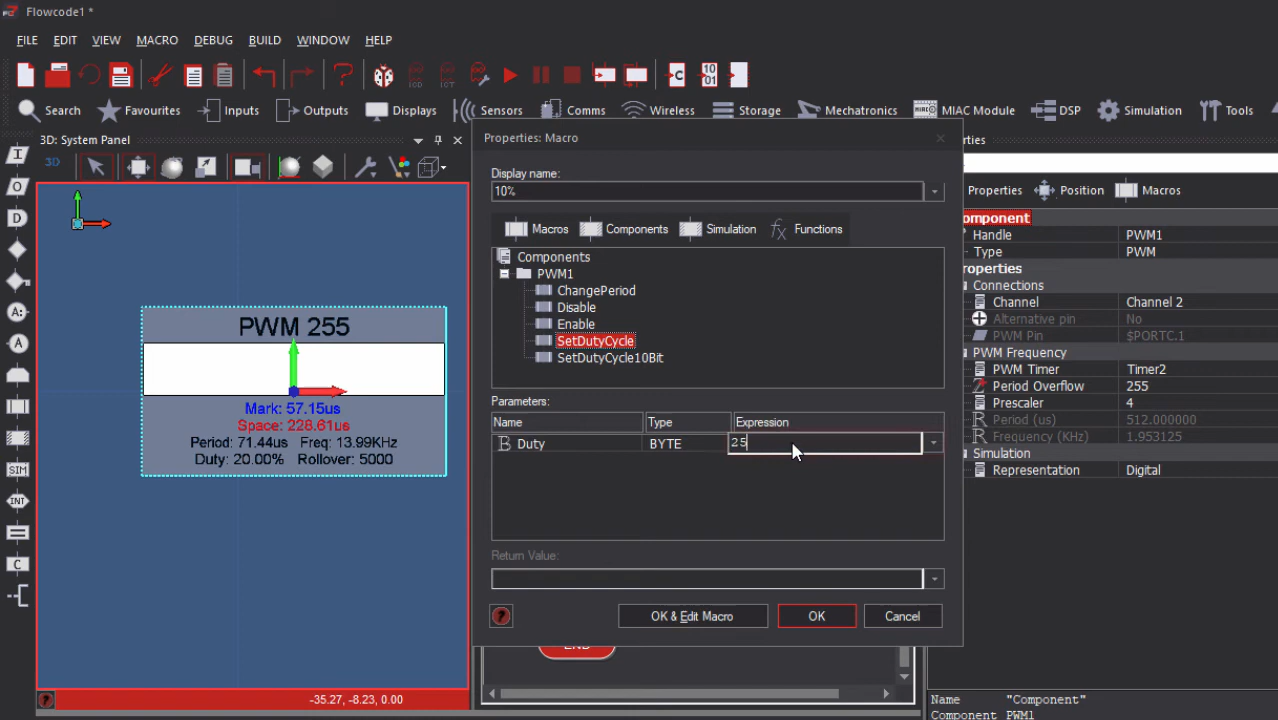 Flowcode1 *
FILE EDIT VIEW MACRO DEBUG BUILD WINDOW HELP
Search Favourites Inputs Outputs Displays Sensors Comms Wireless Storage Mechatronics MIAC Module DSP Simulation Tools
3D: System Panel
3D
PWM 255
Mark: 57.15us
Space: 228.61us
Period: 71.44us Freq: 13.99KHz
Duty: 20.00% Rollover: 5000
-35.27, -8.23, 0.00
Properties: Macro
Display name:
10%
Macros Components Simulation Functions
Components
PWM1
ChangePeriod
Disable
Enable
SetDutyCycle
SetDutyCycle10Bit
Parameters:
Name Type Expression
Duty BYTE 25
Return Value:
OK & Edit Macro OK Cancel
END
Properties Position Macros
Handle PWM1
Type PWM
Connections
Channel Channel 2
Alternative pin No
PWM Pin $PORTC.1
PWM Frequency
PWM Timer Timer2
Period Overflow 255
Prescaler 4
Period (us) 512.000000
Frequency (KHz) 1.953125
Simulation
Representation Digital
Name "Component"
Component PWM1